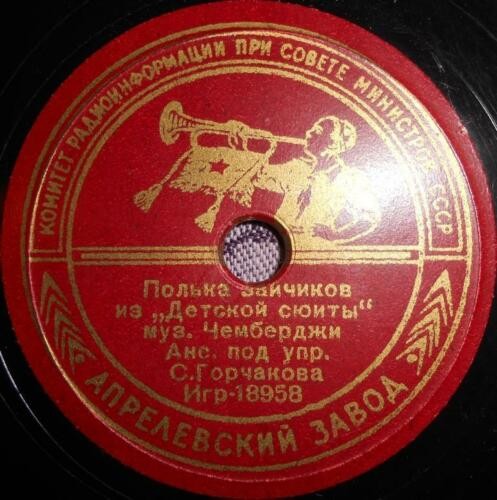 КОМИТЕТ РАДИОИНФОРМАЦИИ ПРИ СОВЕТЕ МИНИСТРОВ СССР
Полька зайчиков
из „Детской сюиты"
муз. Чемберджи
Анс. под упр.
С.Горчакова
Игр-18958
АПРЕЛЕВСКИЙ ЗАВОД